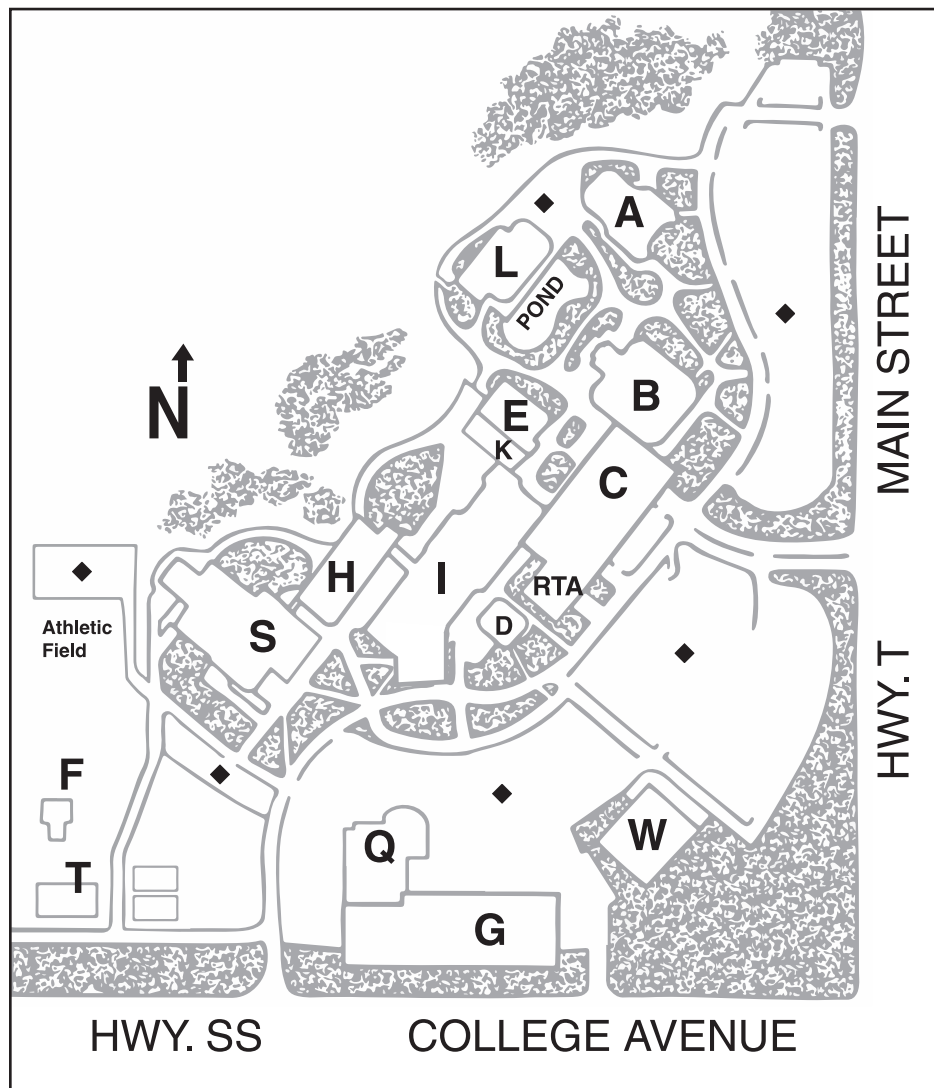 A
L
POND
MAIN STREET
N
B
E
K
C
H
I
RTA
D
S
Athletic
Field
HWY. T
F
T
Q
W
G
HWY. SS
COLLEGE AVENUE